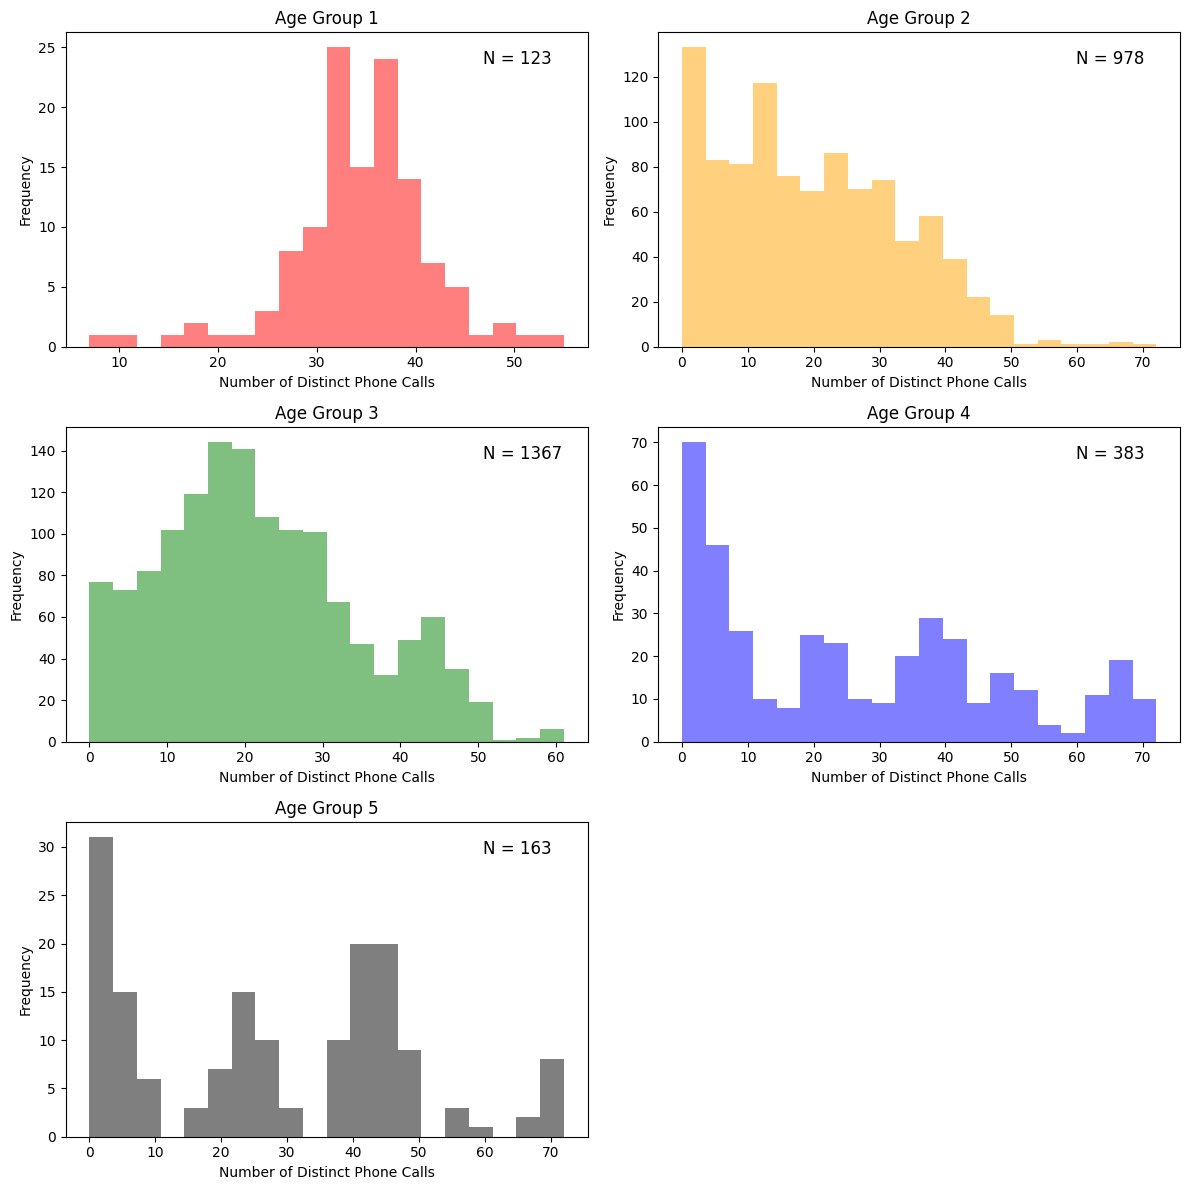 Age Group 1
N = 123
Frequency
25
20
15
10
5
0
10 20 30 40 50
Number of Distinct Phone Calls
Age Group 2
N = 978
Frequency
120
100
80
60
40
20
0
0 10 20 30 40 50 60 70
Number of Distinct Phone Calls
Age Group 3
N = 1367
Frequency
140
120
100
80
60
40
20
0
0 10 20 30 40 50 60
Number of Distinct Phone Calls
Age Group 4
N = 383
Frequency
70
60
50
40
30
20
10
0
0 10 20 30 40 50 60 70
Number of Distinct Phone Calls
Age Group 5
N = 163
Frequency
30
25
20
15
10
5
0
0 10 20 30 40 50 60 70
Number of Distinct Phone Calls